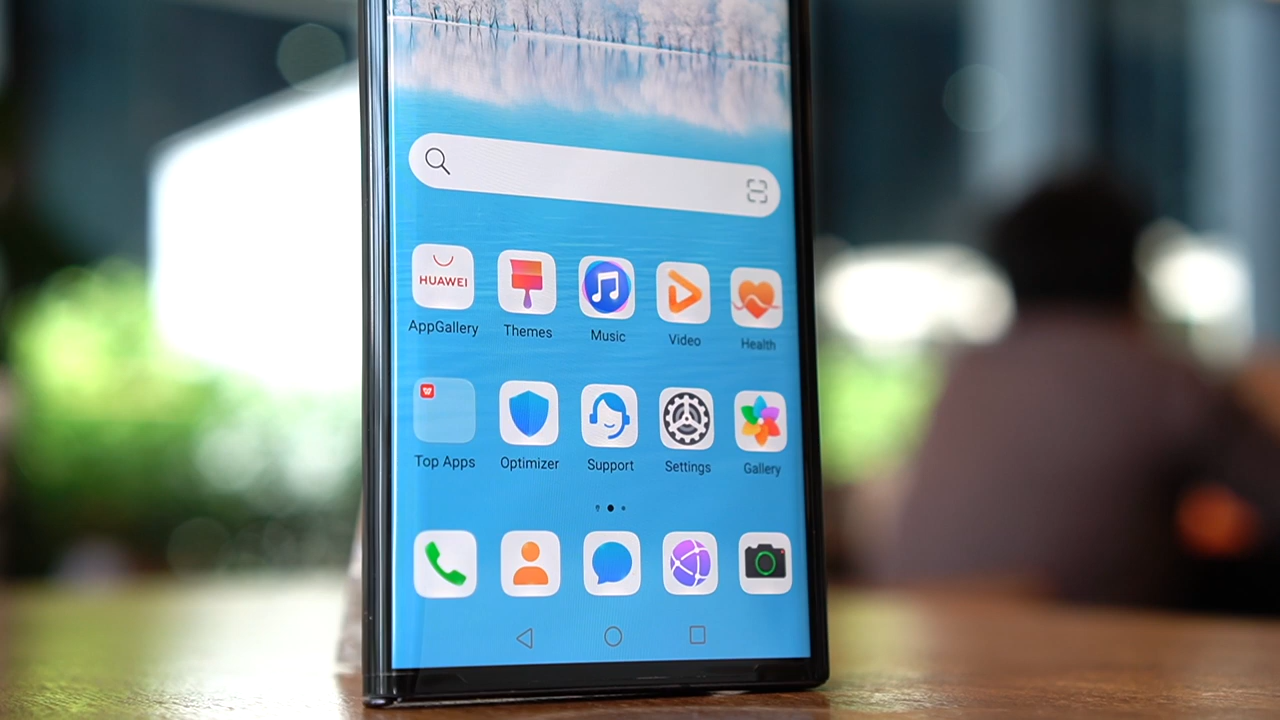 HUAWEI
AppGallery
Themes
Music
Video
Health
Top Apps
Optimizer
Support
Settings
Gallery